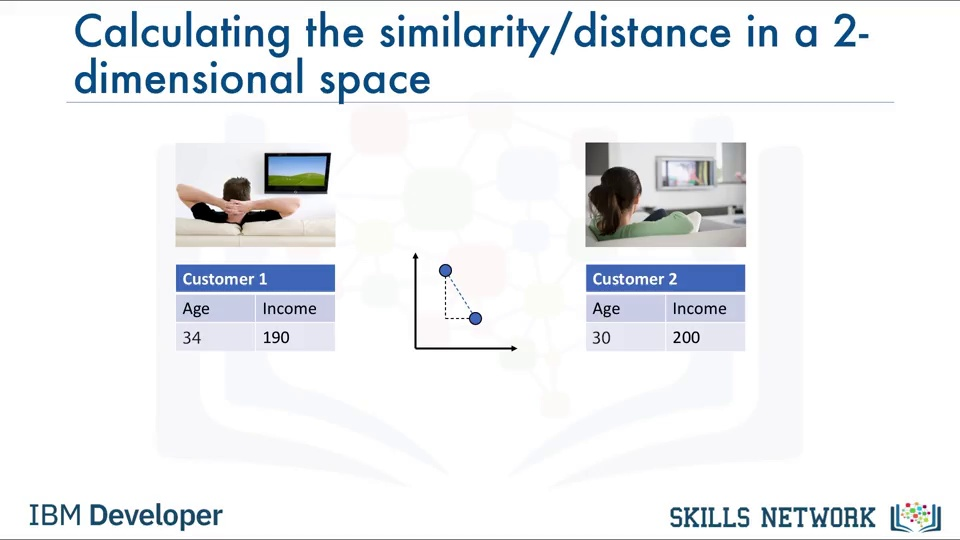 Calculating the similarity/distance in a 2-
dimensional space
Customer 1
Age Income
34 190
Customer 2
Age Income
30 200
IBM Developer
SKILLS NETWORK